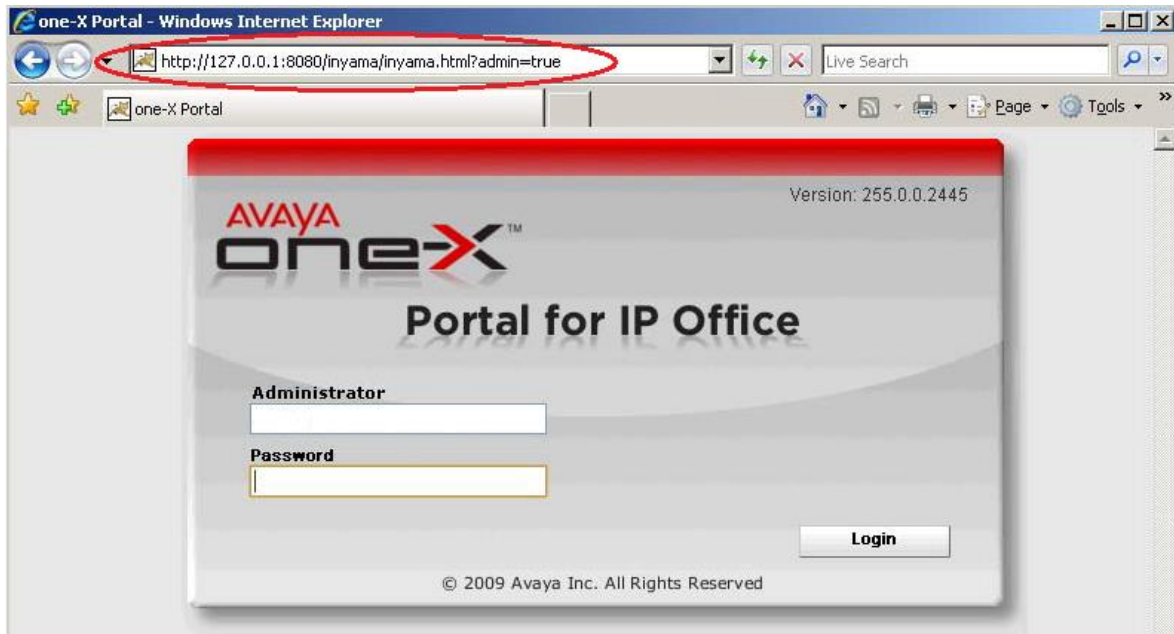 one-X Portal - Windows Internet Explorer
http://127.0.0.1:8080/inyama/inyama.html?admin=true
Live Search
one-X Portal
Page
Tools
»
Version: 255.0.0.2445
AVAYA
one-X™
Portal for IP Office
Administrator
Password
Login
© 2009 Avaya Inc. All Rights Reserved